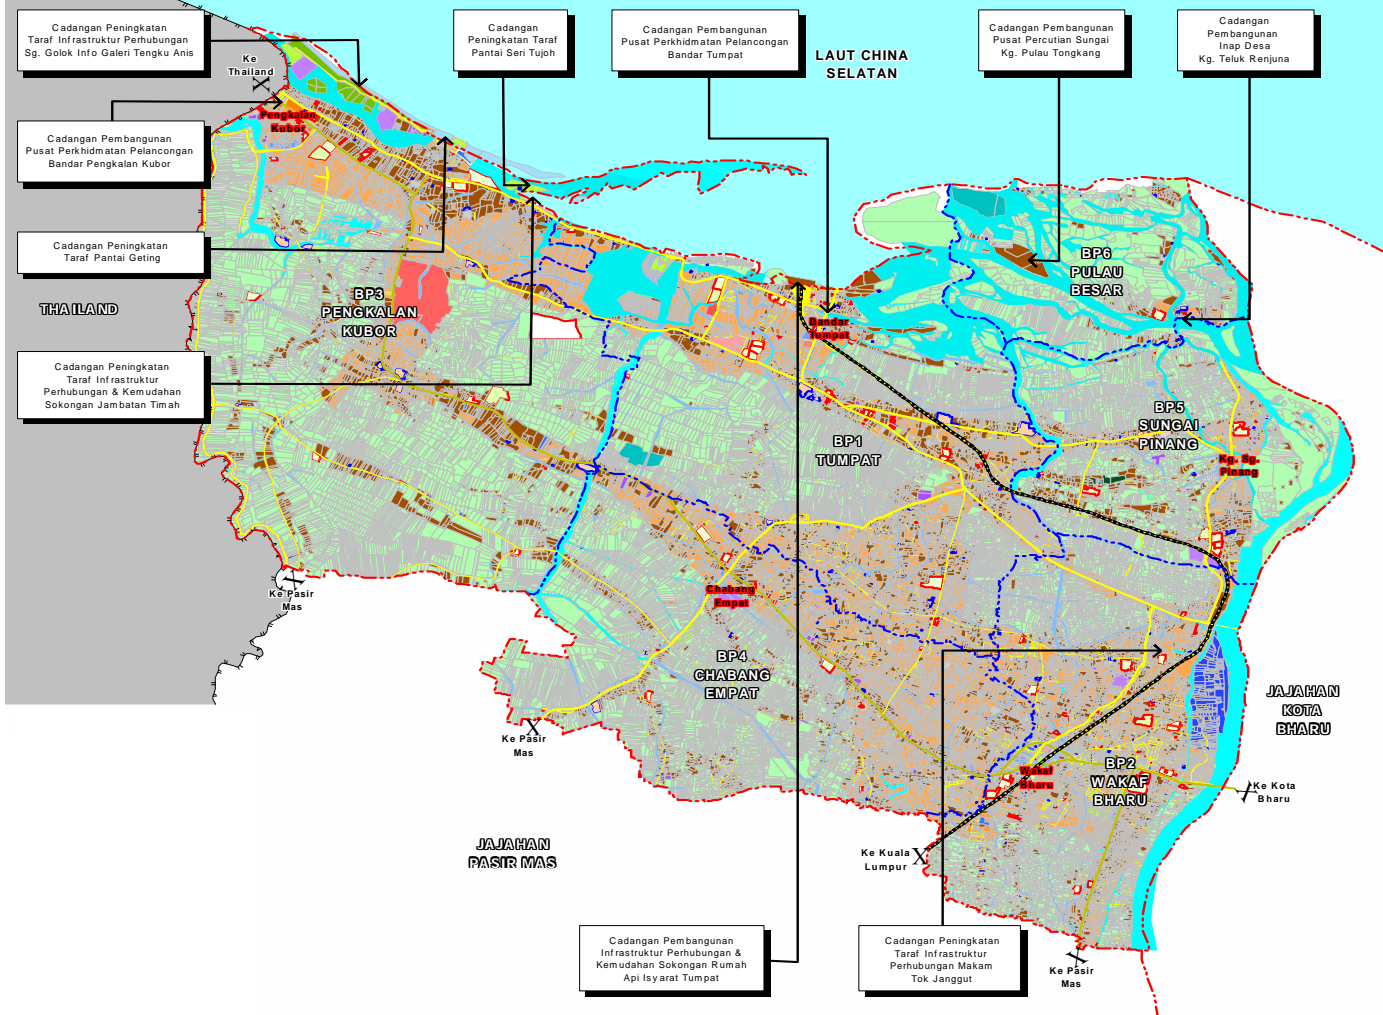 Cadangan Peningkatan
Taraf Infrastruktur Perhubungan
Sg. Golok Info Galeri Tengku Anis
Cadangan
Peningkatan Taraf
Pantai Seri Tujoh
Cadangan Pembangunan
Pusat Perkhidmatan Pelancongan
Bandar Tumpat
LAUT CHINA
SELATAN
Cadangan Pembangunan
Pusat Percutian Sungai
Kg. Pulau Tongkang
Cadangan
Pembangunan
Inap Desa
Kg. Teluk Renjuna
Ke
Thailand
Pengkalan
Kubor
Cadangan Pembangunan
Pusat Perkhidmatan Pelancongan
Bandar Pengkalan Kubor
Cadangan Peningkatan
Taraf Pantai Geting
THAILAND
BP3
PENGKALAN
KUBOR
BP6
PULAU
BESAR
Bandar
Tumpat
Cadangan Peningkatan
Taraf Infrastruktur
Perhubungan & Kemudahan
Sokongan Jambatan Timah
BP1
TUMPAT
BP5
SUNGAI
PINANG
Kg. Sg.
Pinang
Ke Pasir
Mas
Chabang
Empat
BP4
CHABANG
EMPAT
JAJAHAN
KOTA
BHARU
Ke Pasir
Mas
Wakaf
Bharu
BP2
WAKAF
BHARU
Ke Kota
Bharu
JAJAHAN
PASIR MAS
Ke Kuala
Lumpur
Cadangan Pembangunan
Infrastruktur Perhubungan &
Kemudahan Sokongan Rumah
Api Isyarat Tumpat
Cadangan Peningkatan
Taraf Infrastruktur
Perhubungan Makam
Tok Janggut
Ke Pasir
Mas